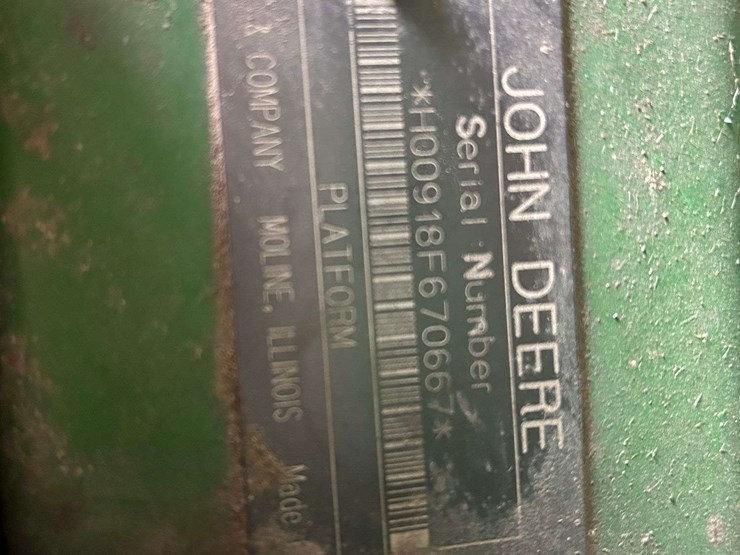 JOHN DEERE
Serial Number
*H00918F670667*
PLATFORM
& COMPANY MOLINE, ILLINOIS Made